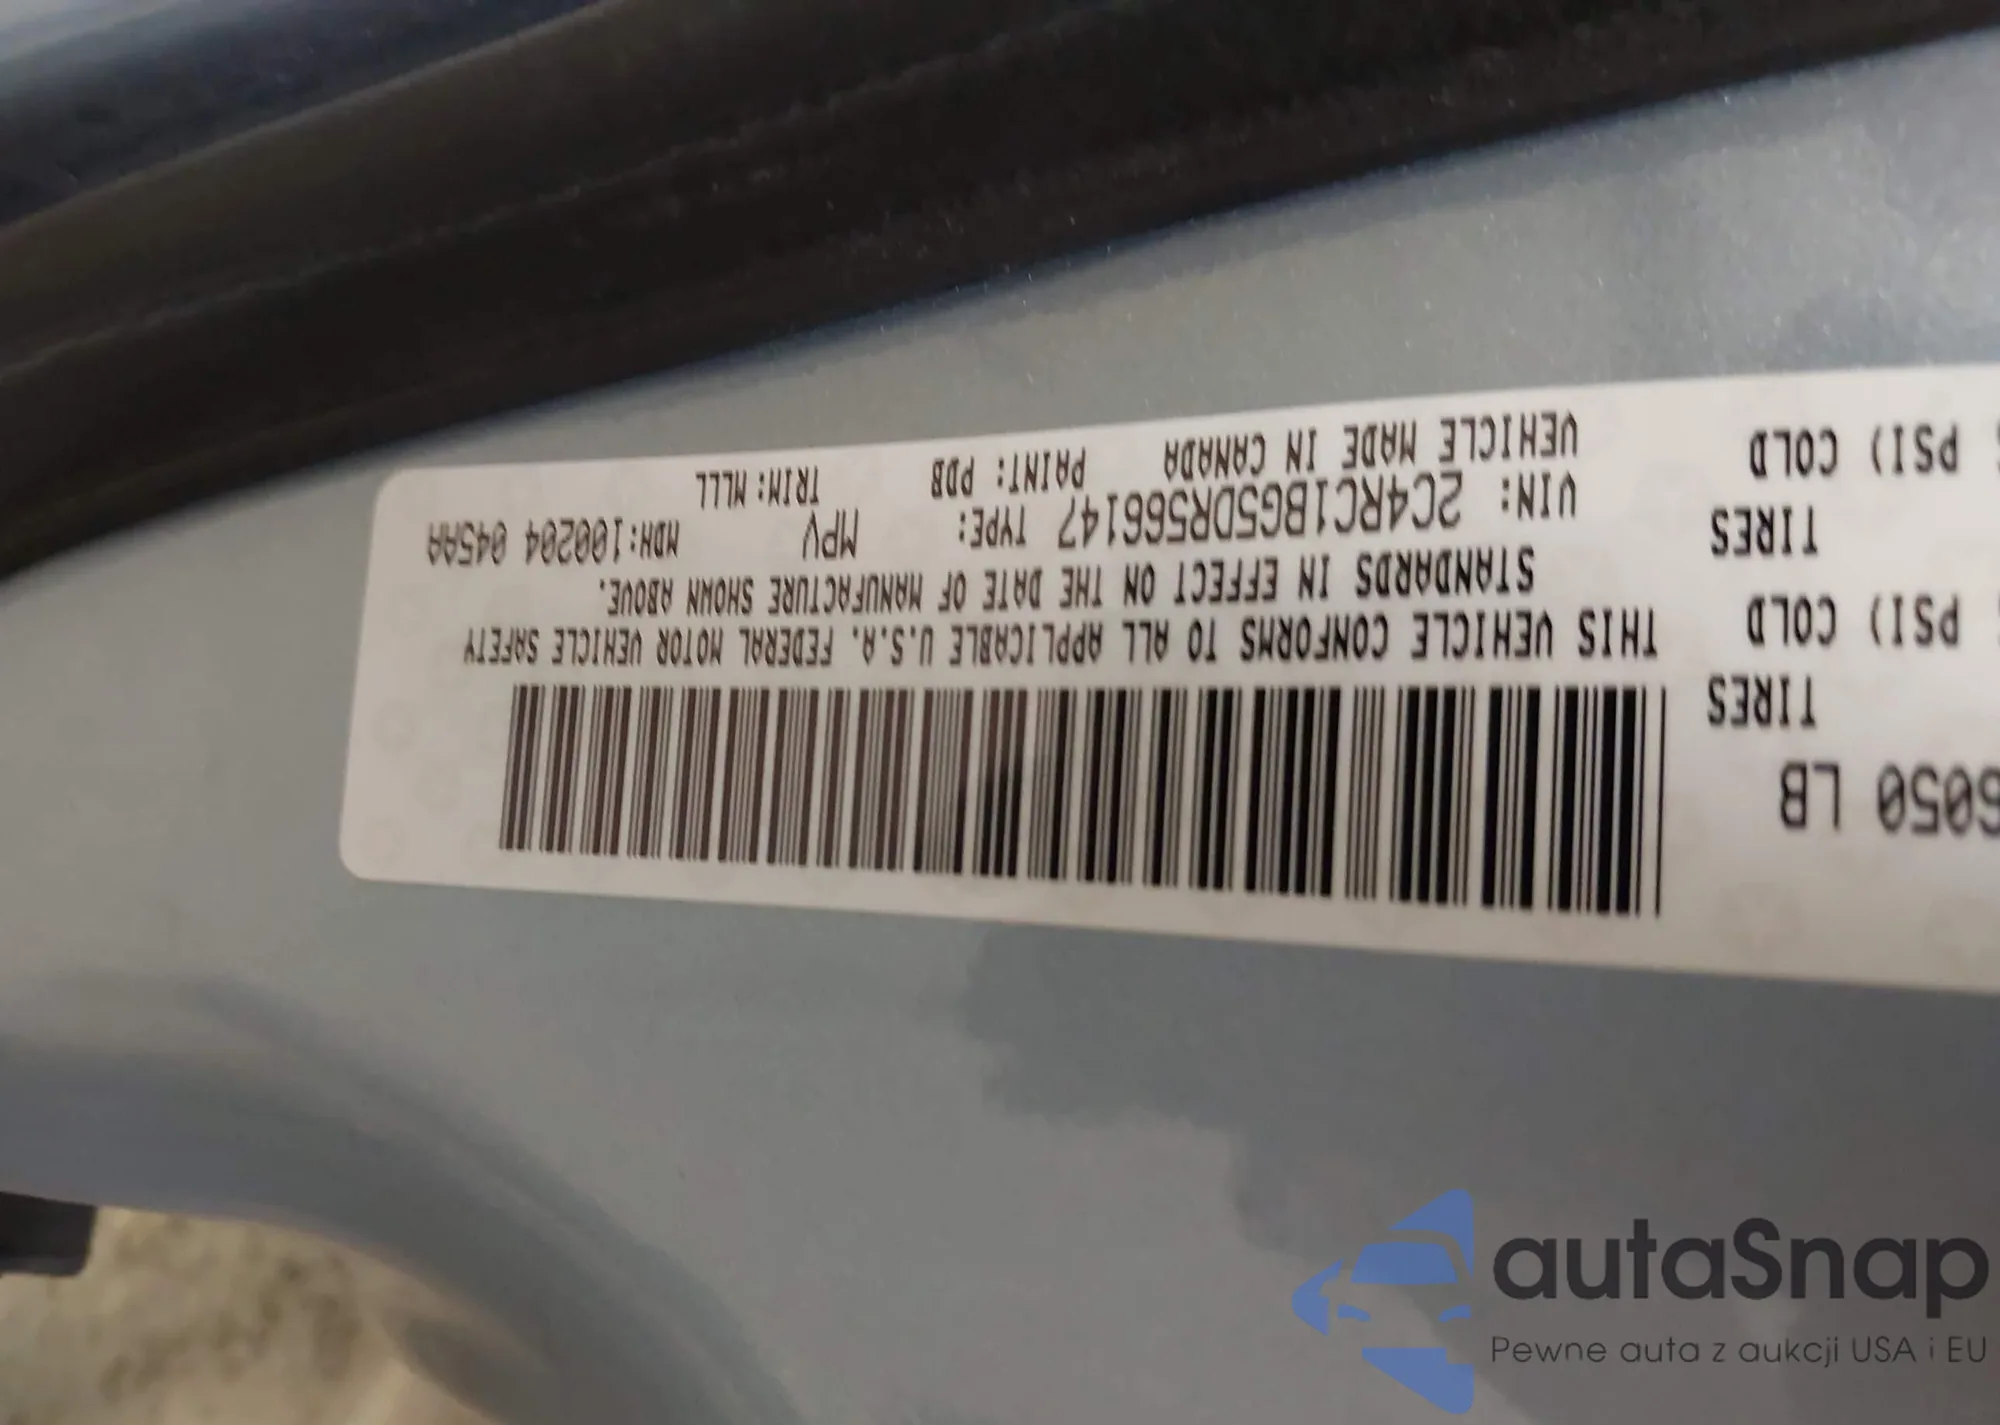 6050 LB
TIRES
PSI) COLD
TIRES
PSI) COLD
THIS VEHICLE CONFORMS TO ALL APPLICABLE U.S.A. FEDERAL MOTOR VEHICLE SAFETY
STANDARDS IN EFFECT ON THE DATE OF MANUFACTURE SHOWN ABOVE.
VIN: 2C4RC1BG5DR566147 TYPE: MPV MDH:100204 045AA
VEHICLE MADE IN CANADA PAINT: PDB TRIM: MLLL
autaSnap
Pewne auta z aukcji USA i EU